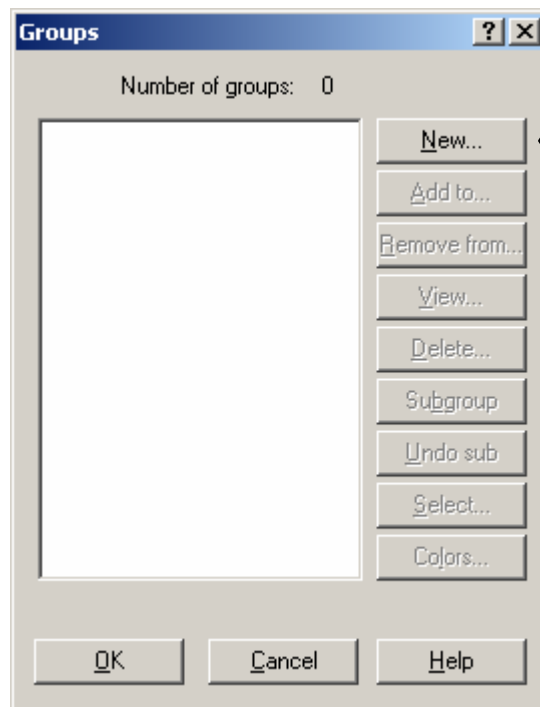 Groups
Number of groups: 0
New...
Add to...
Remove from...
View...
Delete...
Subgroup
Undo sub
Select...
Colors...
OK Cancel Help